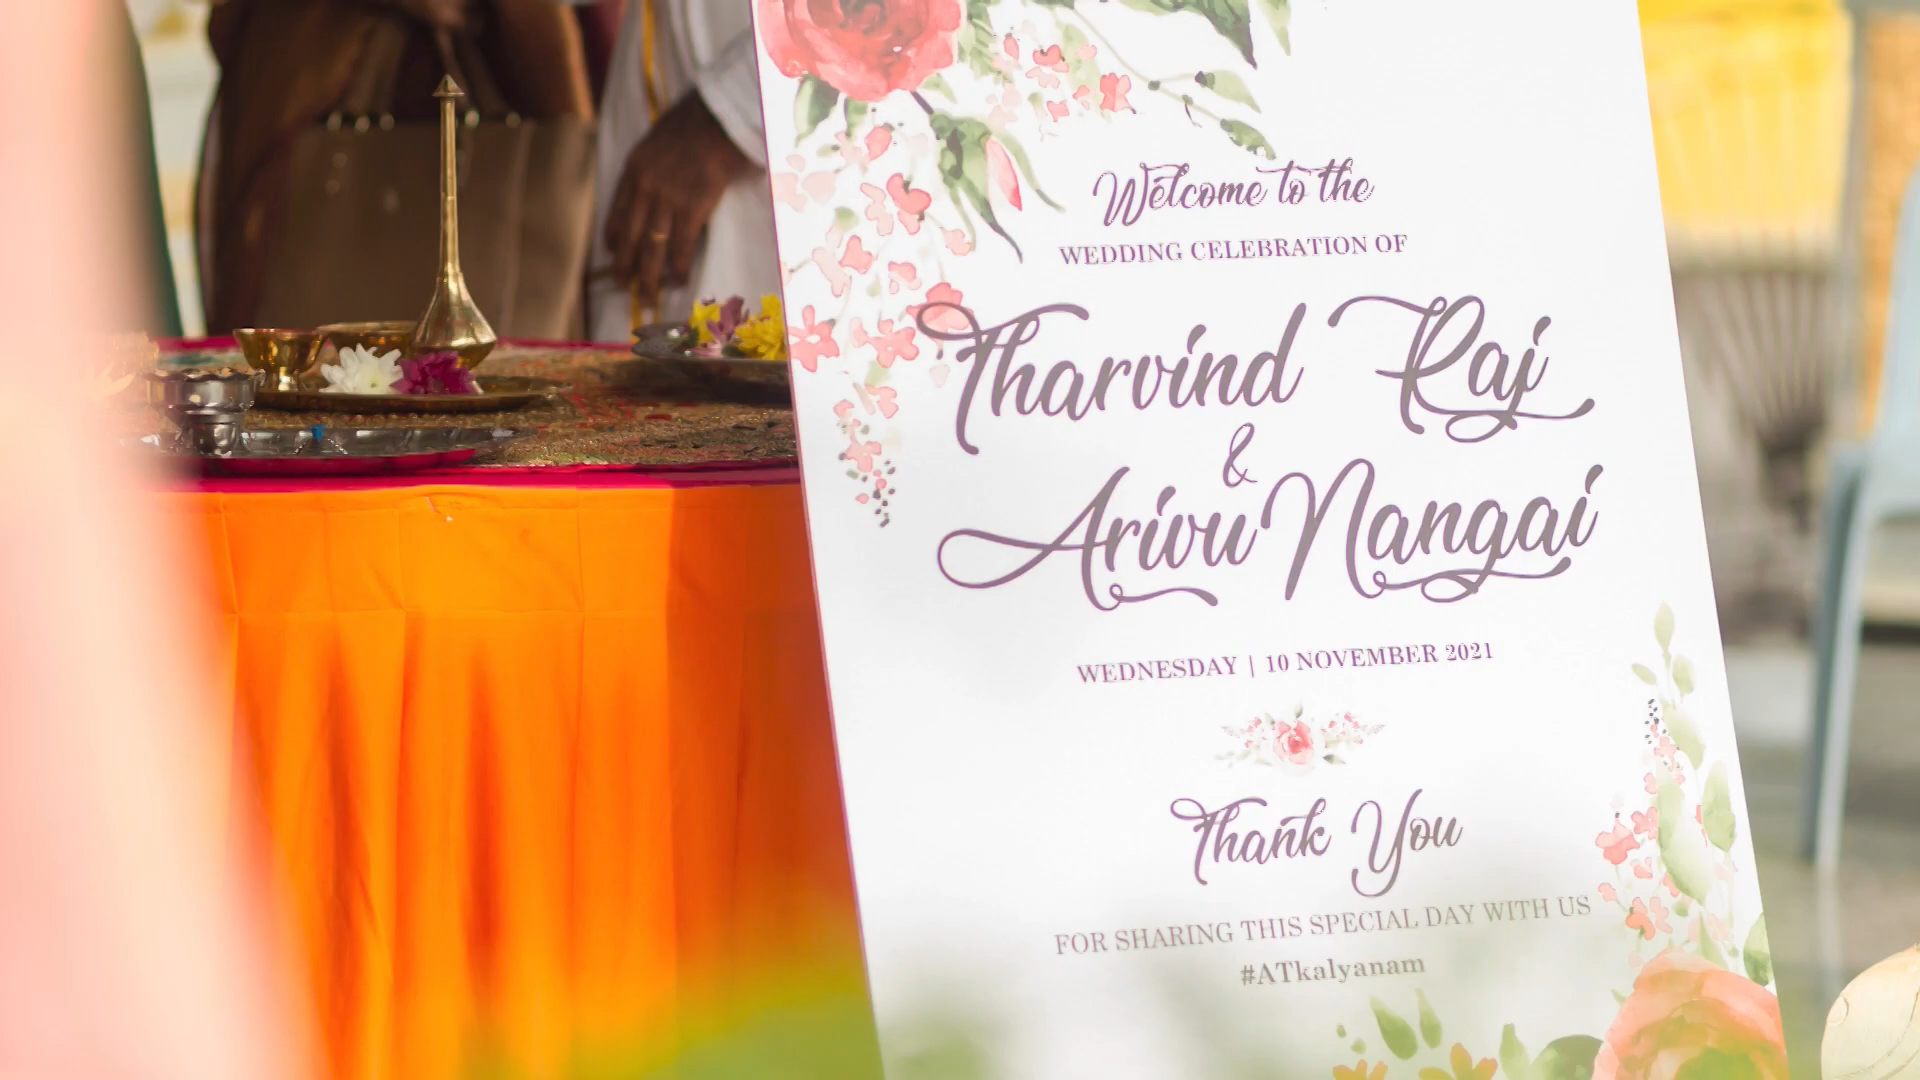 Welcome to the
WEDDING CELEBRATION OF
Tharvind Raj
&
Arivu Nangai
WEDNESDAY | 10 NOVEMBER 2021
Thank You
FOR SHARING THIS SPECIAL DAY WITH US
#ATkalyanam